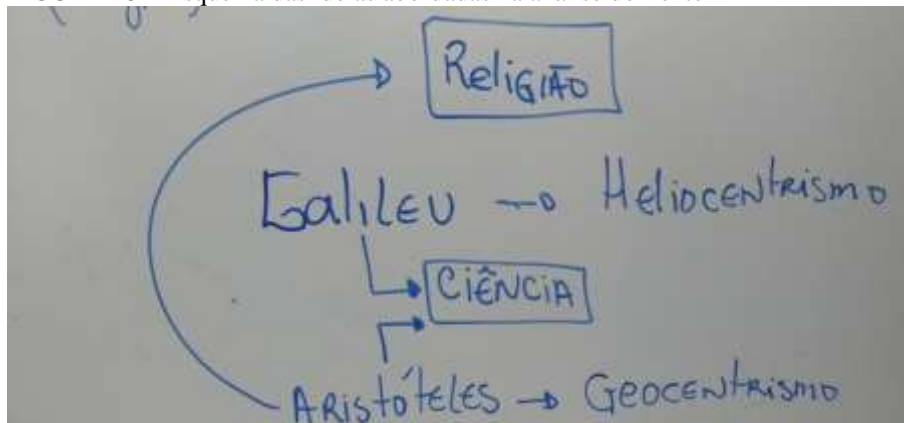 Religião
Galileu → Heliocentrismo
Ciência
Aristóteles → Geocentrismo